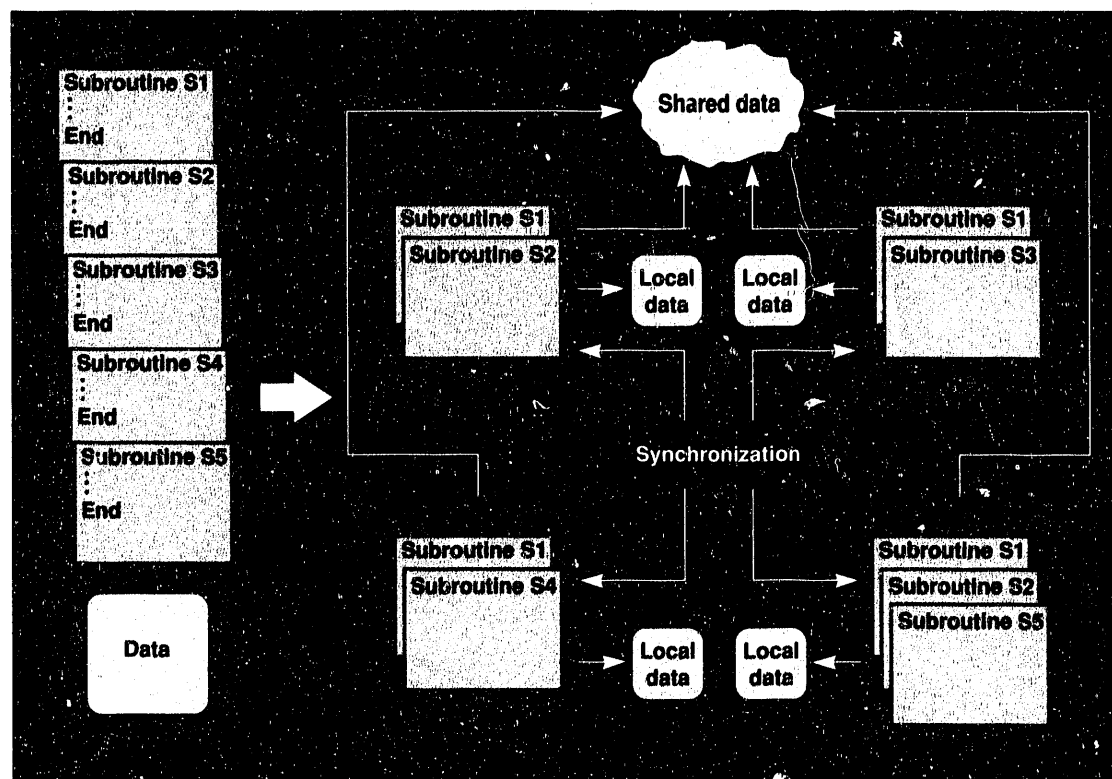 Subroutine S1
End
Subroutine S2
End
Subroutine S3
End
Subroutine S4
End
Subroutine S5
End
Data
Shared data
Subroutine S1
Subroutine S2
Local
data
Local
data
Subroutine S1
Subroutine S3
Synchronization
Subroutine S1
Subroutine S4
Local
data
Local
data
Subroutine S1
Subroutine S2
Subroutine S5